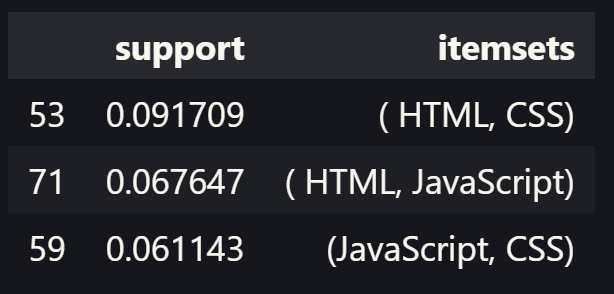 support itemsets
53 0.091709 ( HTML, CSS)
71 0.067647 ( HTML, JavaScript)
59 0.061143 (JavaScript, CSS)